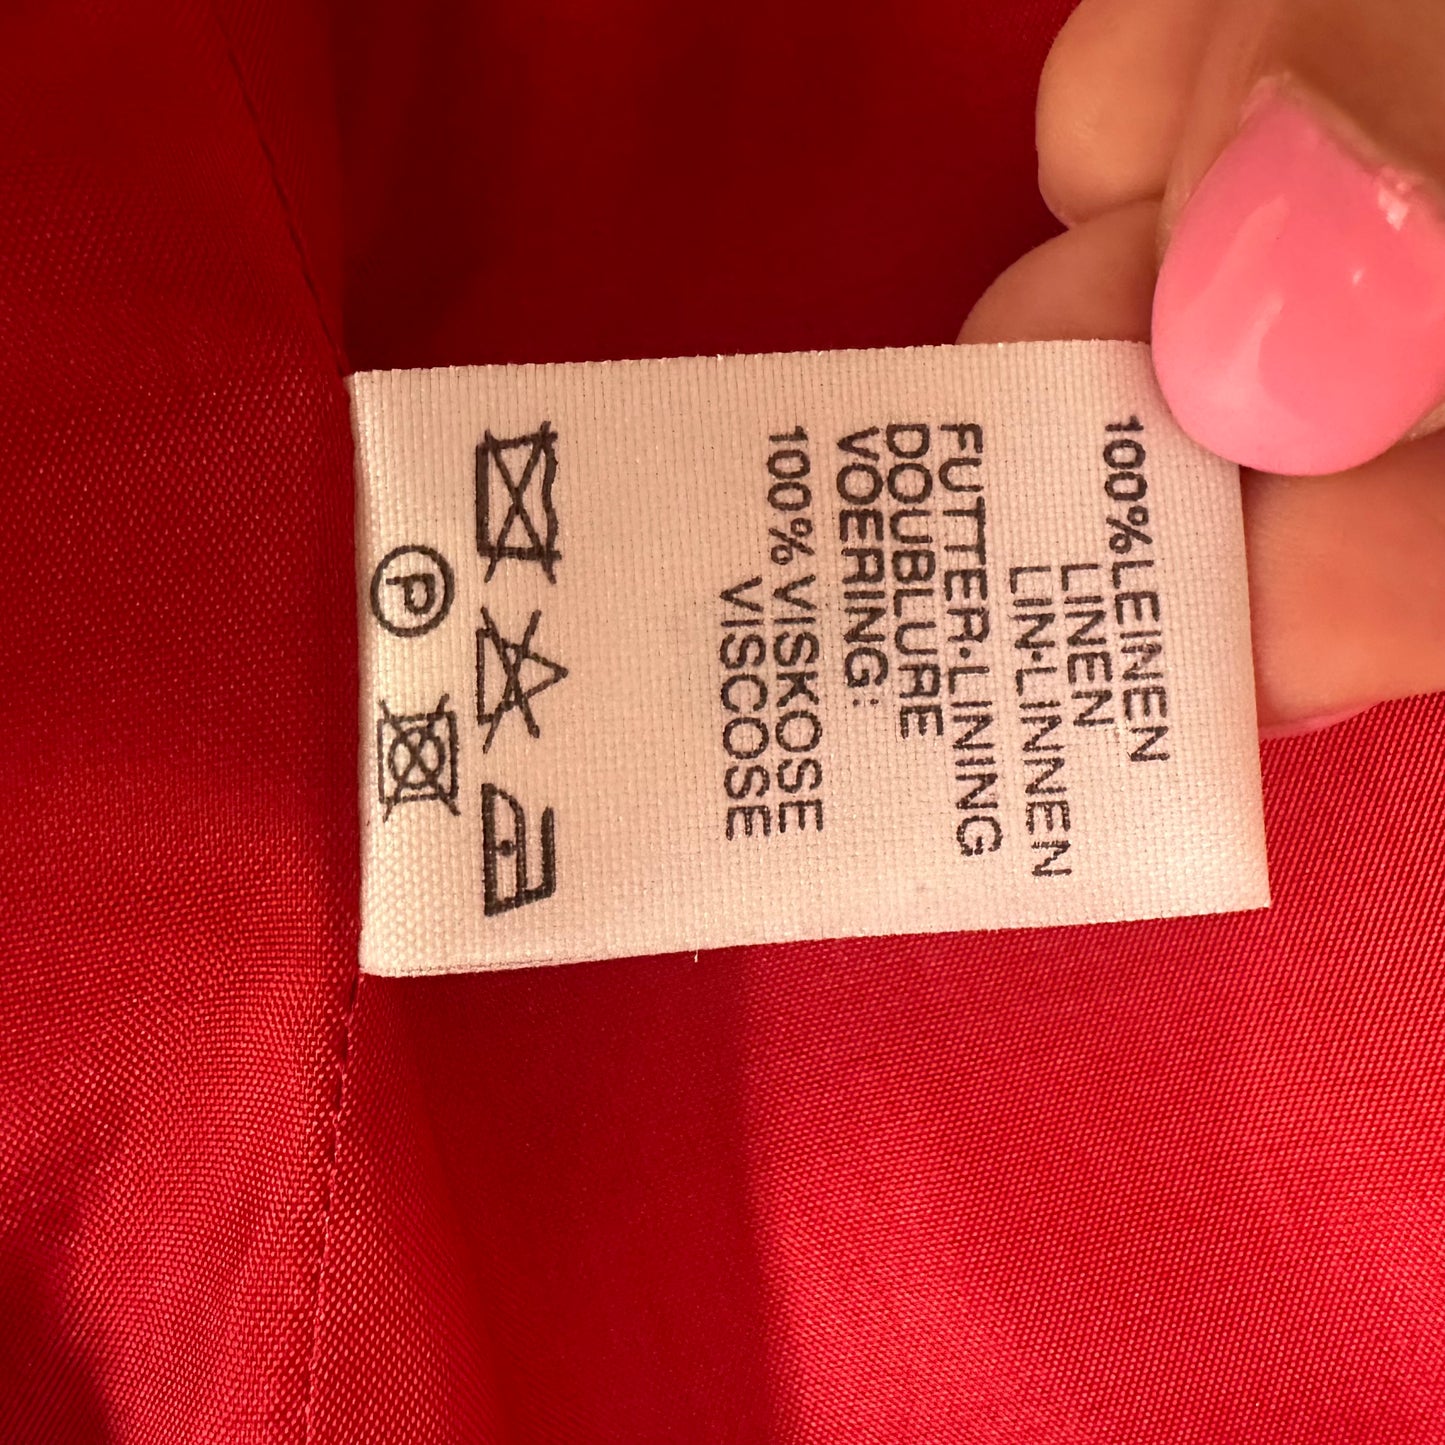 100% LEINEN
LINEN
LIN·LINNEN
FUTTER·LINING
DOUBLURE
VOERING:
100% VISKOSE
VISCOSE
P